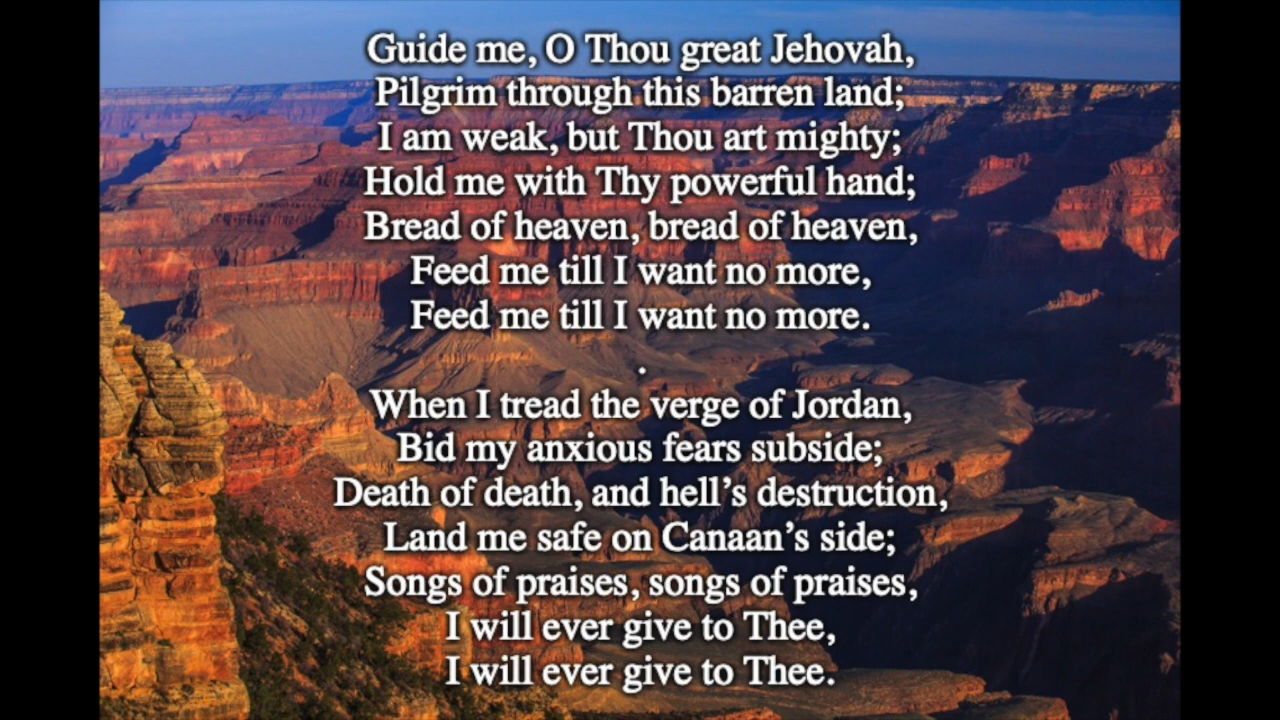 Guide me, O Thou great Jehovah,
Pilgrim through this barren land;
I am weak, but Thou art mighty;
Hold me with Thy powerful hand;
Bread of heaven, bread of heaven,
Feed me till I want no more,
Feed me till I want no more.
.
When I tread the verge of Jordan,
Bid my anxious fears subside;
Death of death, and hell’s destruction,
Land me safe on Canaan’s side;
Songs of praises, songs of praises,
I will ever give to Thee,
I will ever give to Thee.